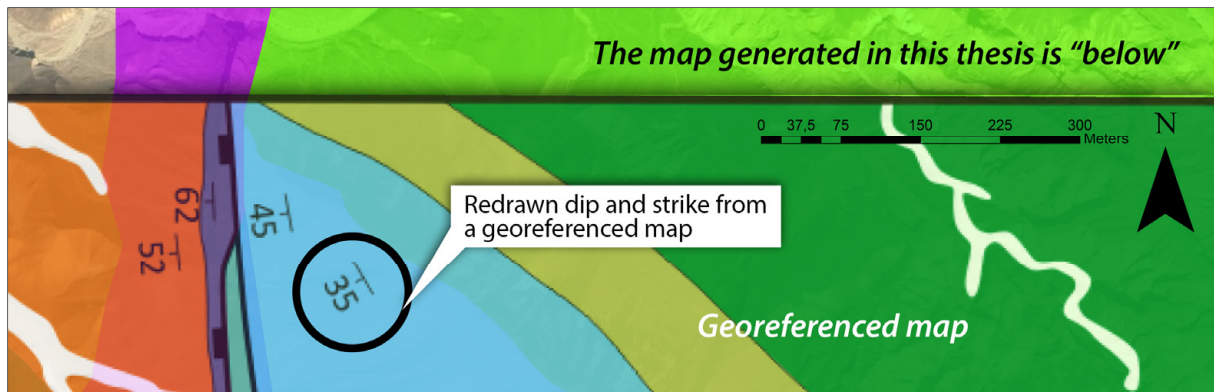 The map generated in this thesis is “below”
0 37,5 75 150 225 300
Meters
N
62
45
52
35
Redrawn dip and strike from
a georeferenced map
Georeferenced map